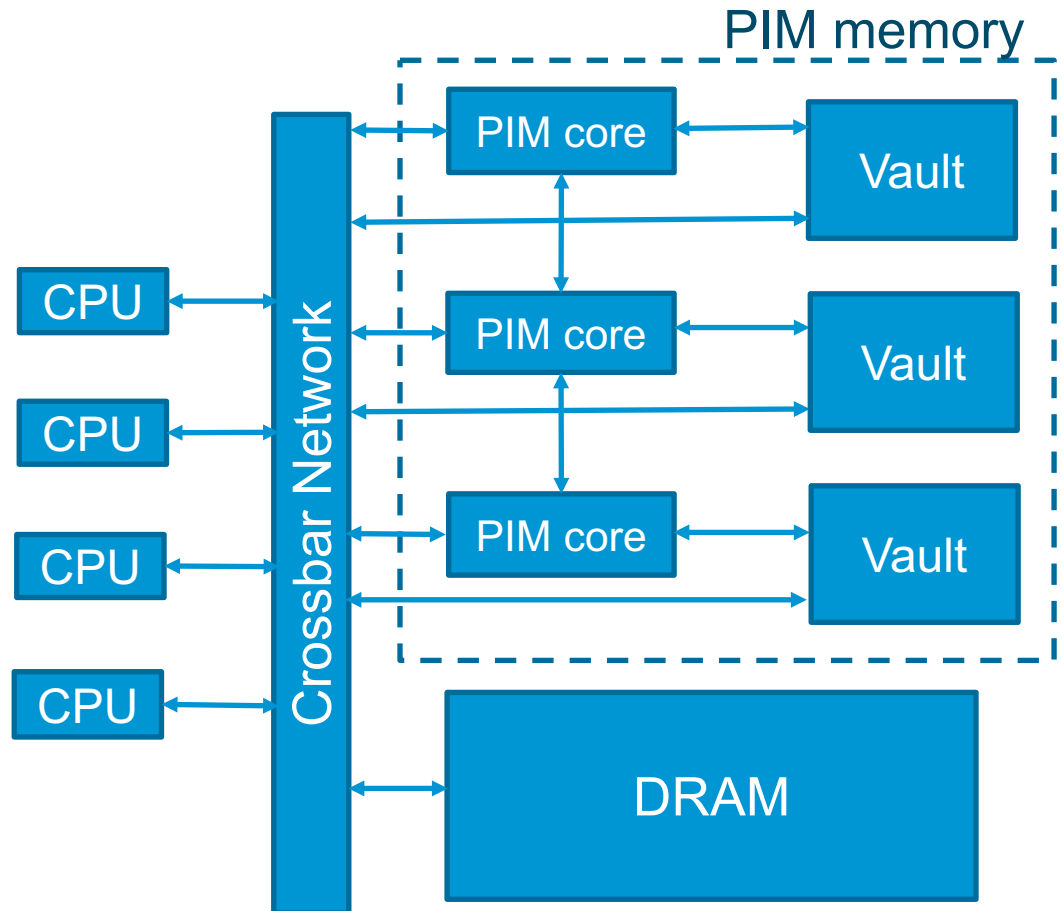 PIM memory
PIM core
Vault
CPU
PIM core
Vault
CPU
Crossbar Network
PIM core
Vault
CPU
CPU
DRAM